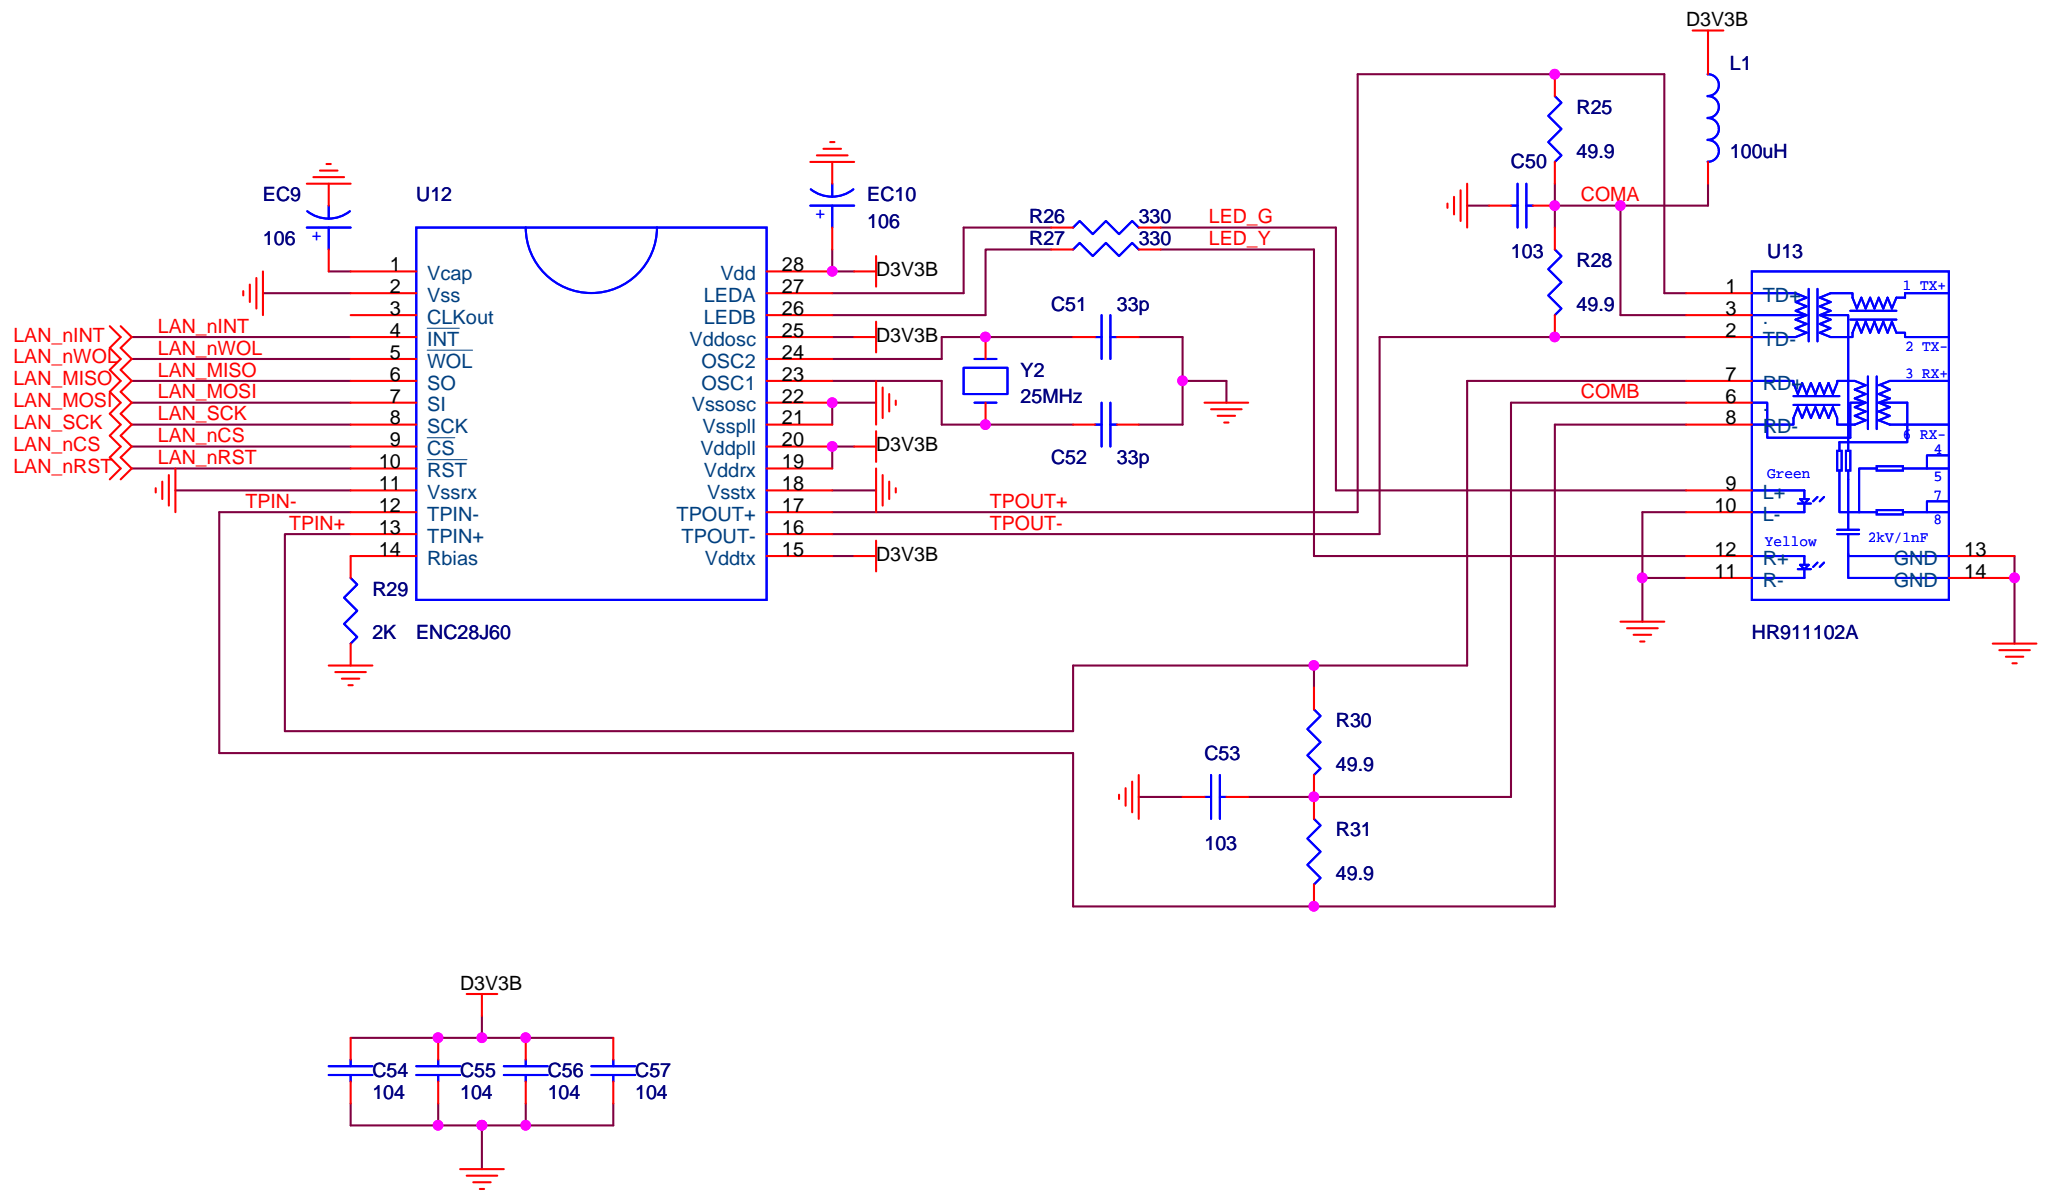 D3V3B
L1
100uH
R25
49.9
C50
COMA
103
R28
49.9
EC9
106
+
U12
EC10
106
+
R26 330 LED_G
R27 330 LED_Y
U13
1 Vcap
2 Vss
3 CLKout
LAN_nINT LAN_nINT 4 INT
LAN_nWOL LAN_nWOL 5 WOL
LAN_MISO LAN_MISO 6 SO
LAN_MOSI LAN_MOSI 7 SI
LAN_SCK LAN_SCK 8 SCK
LAN_nCS LAN_nCS 9 CS
LAN_nRST LAN_nRST 10 RST
11 Vssrx
TPIN- 12 TPIN-
TPIN+ 13 TPIN+
14 Rbias
Vdd 28 D3V3B
LEDA 27
LEDB 26
Vddosc 25 D3V3B
OSC2 24
OSC1 23
Vssosc 22
Vsspll 21
Vddpll 20 D3V3B
Vddrx 19
Vsstx 18
TPOUT+ 17 TPOUT+
TPOUT- 16 TPOUT-
Vddtx 15 D3V3B
R29
2K
ENC28J60
C51 33p
Y2
25MHz
C52 33p
1 TD+ 1 TX+
3 .
2 TD- 2 TX-
7 RD+ 3 RX+
COMB 6
8 RD- 6 RX-
4
5
7
8
Green
9 L+
10 L-
2kV/1nF
Yellow
12 R+ GND 13
11 R- GND 14
HR911102A
R30
49.9
C53
103
R31
49.9
D3V3B
C54 C55 C56 C57
104 104 104 104